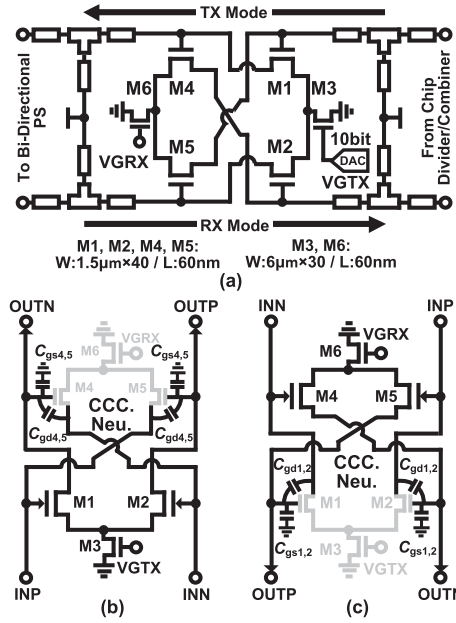 TX Mode
To Bi-Directional
PS
From Chip
Divider/Combiner
M6
M4
M1
M3
M5
M2
10bit
DAC
VGRX
VGTX
RX Mode
M1, M2, M4, M5:
W:1.5µm×40 / L:60nm
M3, M6:
W:6µm×30 / L:60nm
(a)
OUTN
OUTP
VGRX
Cgs4,5
M6
Cgs4,5
M4
M5
CCC.
Neu.
Cgd4,5
Cgd4,5
M1
M2
M3
VGTX
INP
INN
(b)
INN
INP
VGRX
M6
M4
M5
CCC.
Neu.
Cgd1,2
Cgd1,2
M1
M2
Cgs1,2
Cgs1,2
M3
VGTX
OUTP
OUTN
(c)